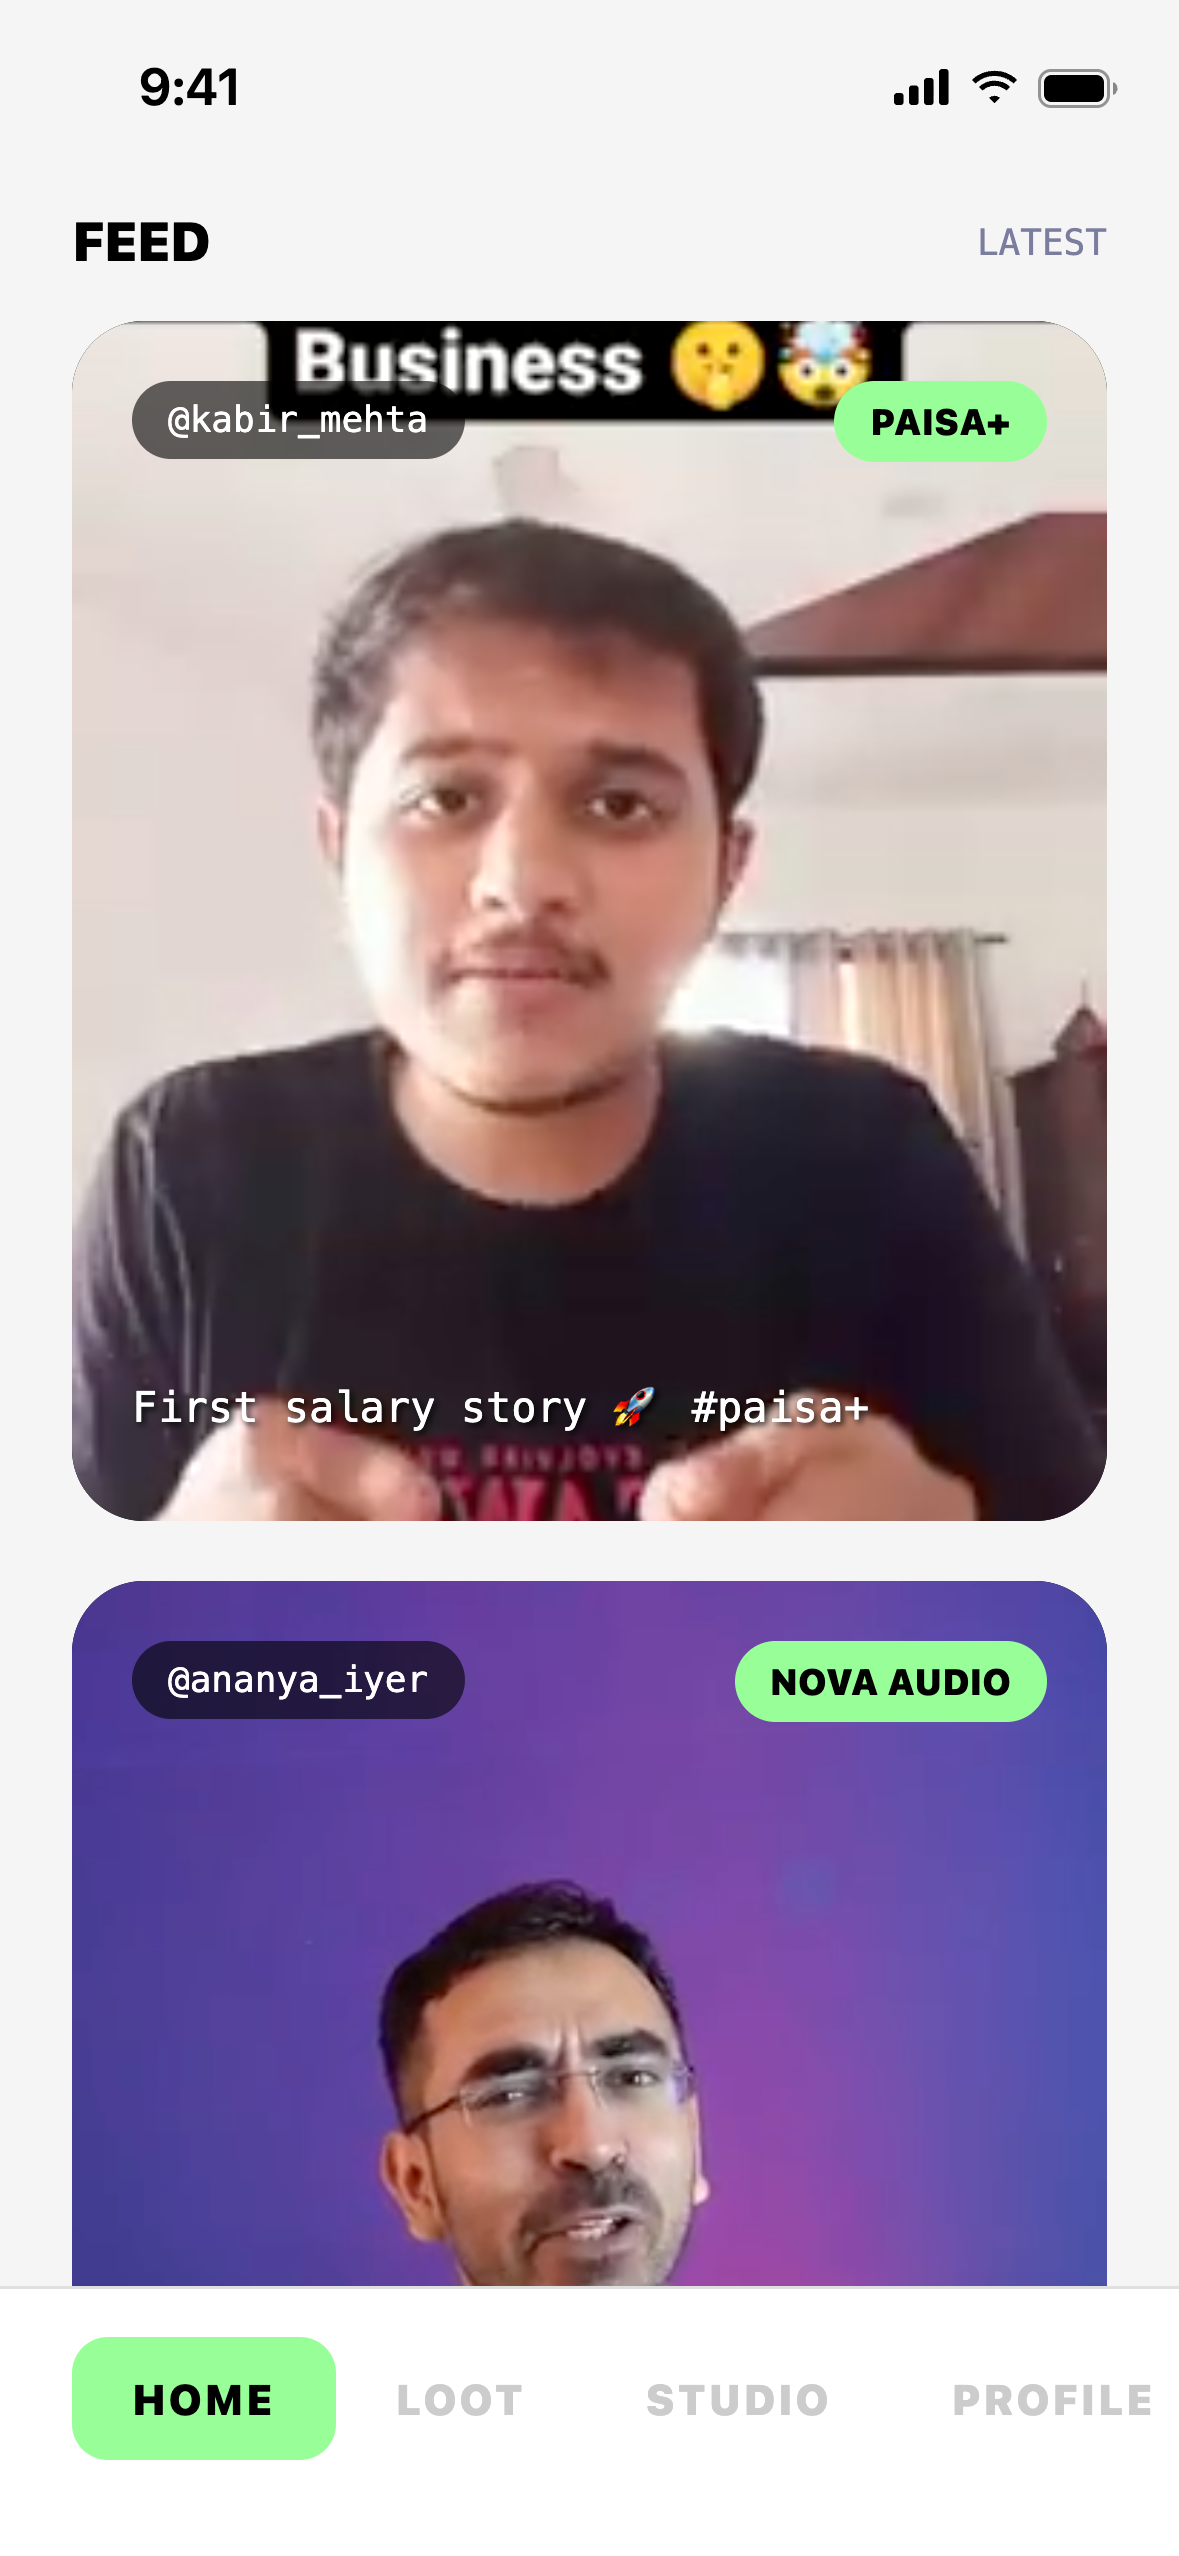 9:41
FEED
LATEST
Business 🤫🤯
@kabir_mehta
PAISA+
First salary story 🚀 #paisa+
@ananya_iyer
NOVA AUDIO
HOME
LOOT
STUDIO
PROFILE